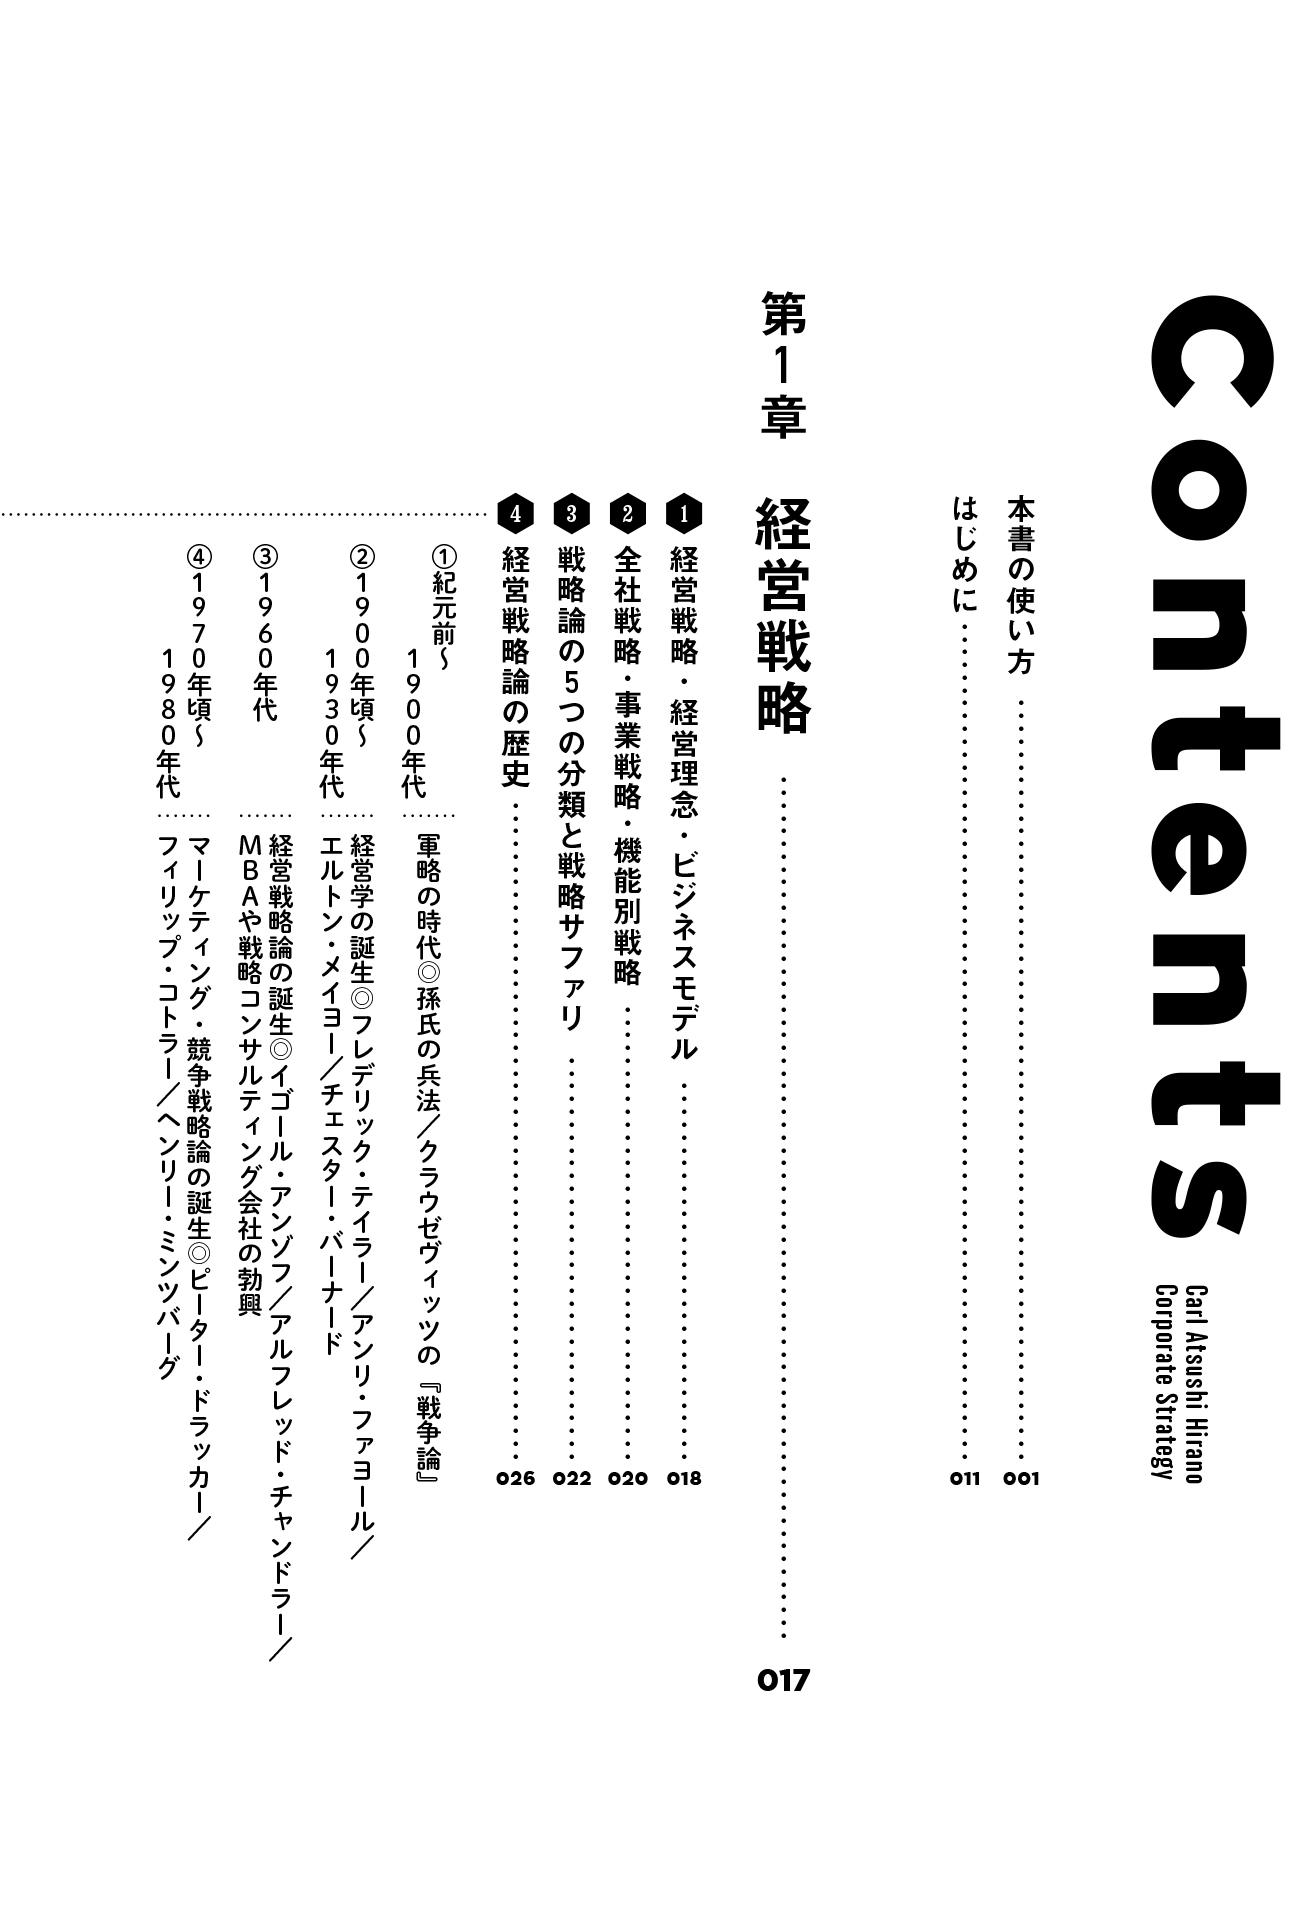 Contents
Carl Atsushi Hirano
Corporate Strategy
本書の使い方 001
はじめに 011
第1章 経営戦略 017
1 経営戦略・経営理念・ビジネスモデル 018
2 全社戦略・事業戦略・機能別戦略 020
3 戦略論の5つの分類と戦略サファリ 022
4 経営戦略論の歴史 026
①紀元前〜
1900年代
軍略の時代◎孫氏の兵法／クラウゼヴィッツの『戦争論』
②1900年頃〜
1930年代
経営学の誕生◎フレデリック・テイラー／アンリ・ファヨール／
エルトン・メイヨー／チェスター・バーナード
③1960年代
経営戦略論の誕生◎イゴール・アンゾフ／アルフレッド・チャンドラー／
MBAや戦略コンサルティング会社の勃興
④1970年頃〜
1980年代
マーケティング・競争戦略論の誕生◎ピーター・ドラッカー／
フィリップ・コトラー／ヘンリー・ミンツバーグ